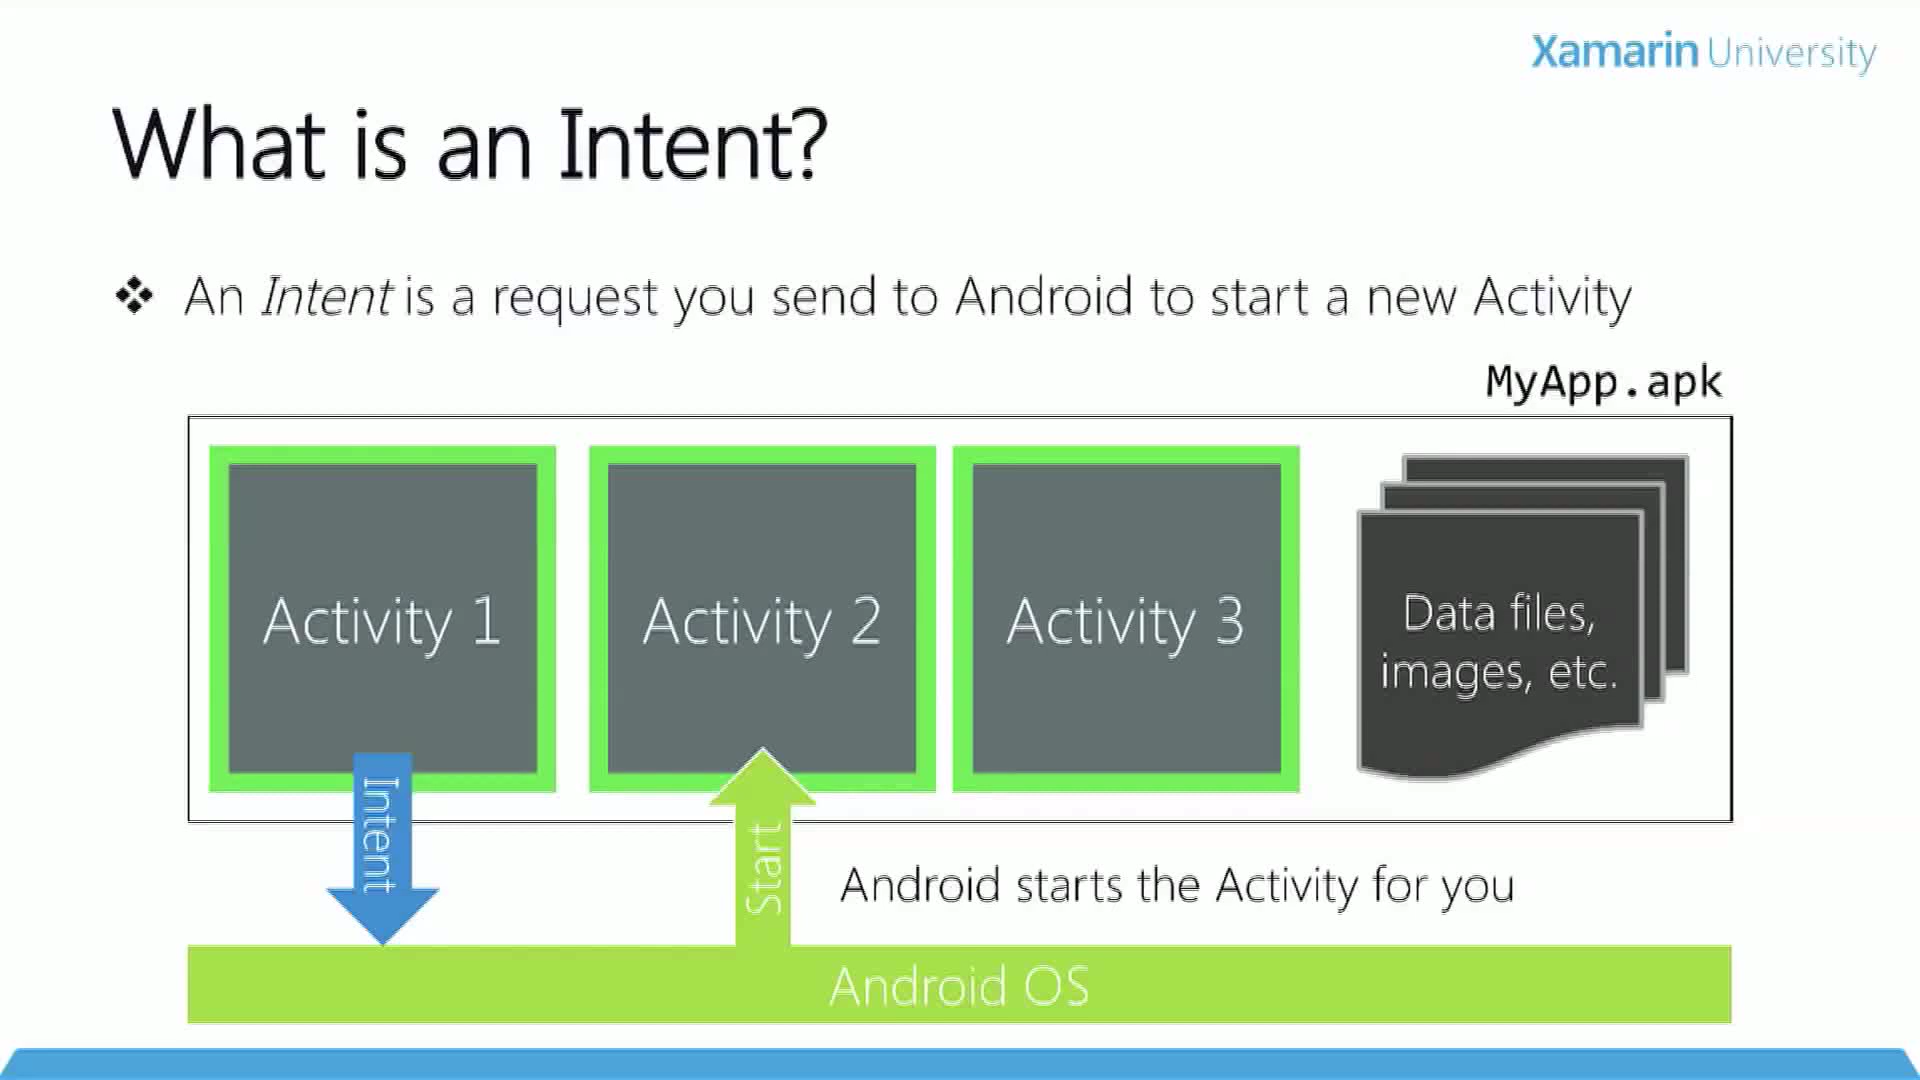 Xamarin University
What is an Intent?
❖ An Intent is a request you send to Android to start a new Activity
MyApp.apk
Activity 1
Activity 2
Activity 3
Data files,
images, etc.
Intent
Start
Android starts the Activity for you
Android OS